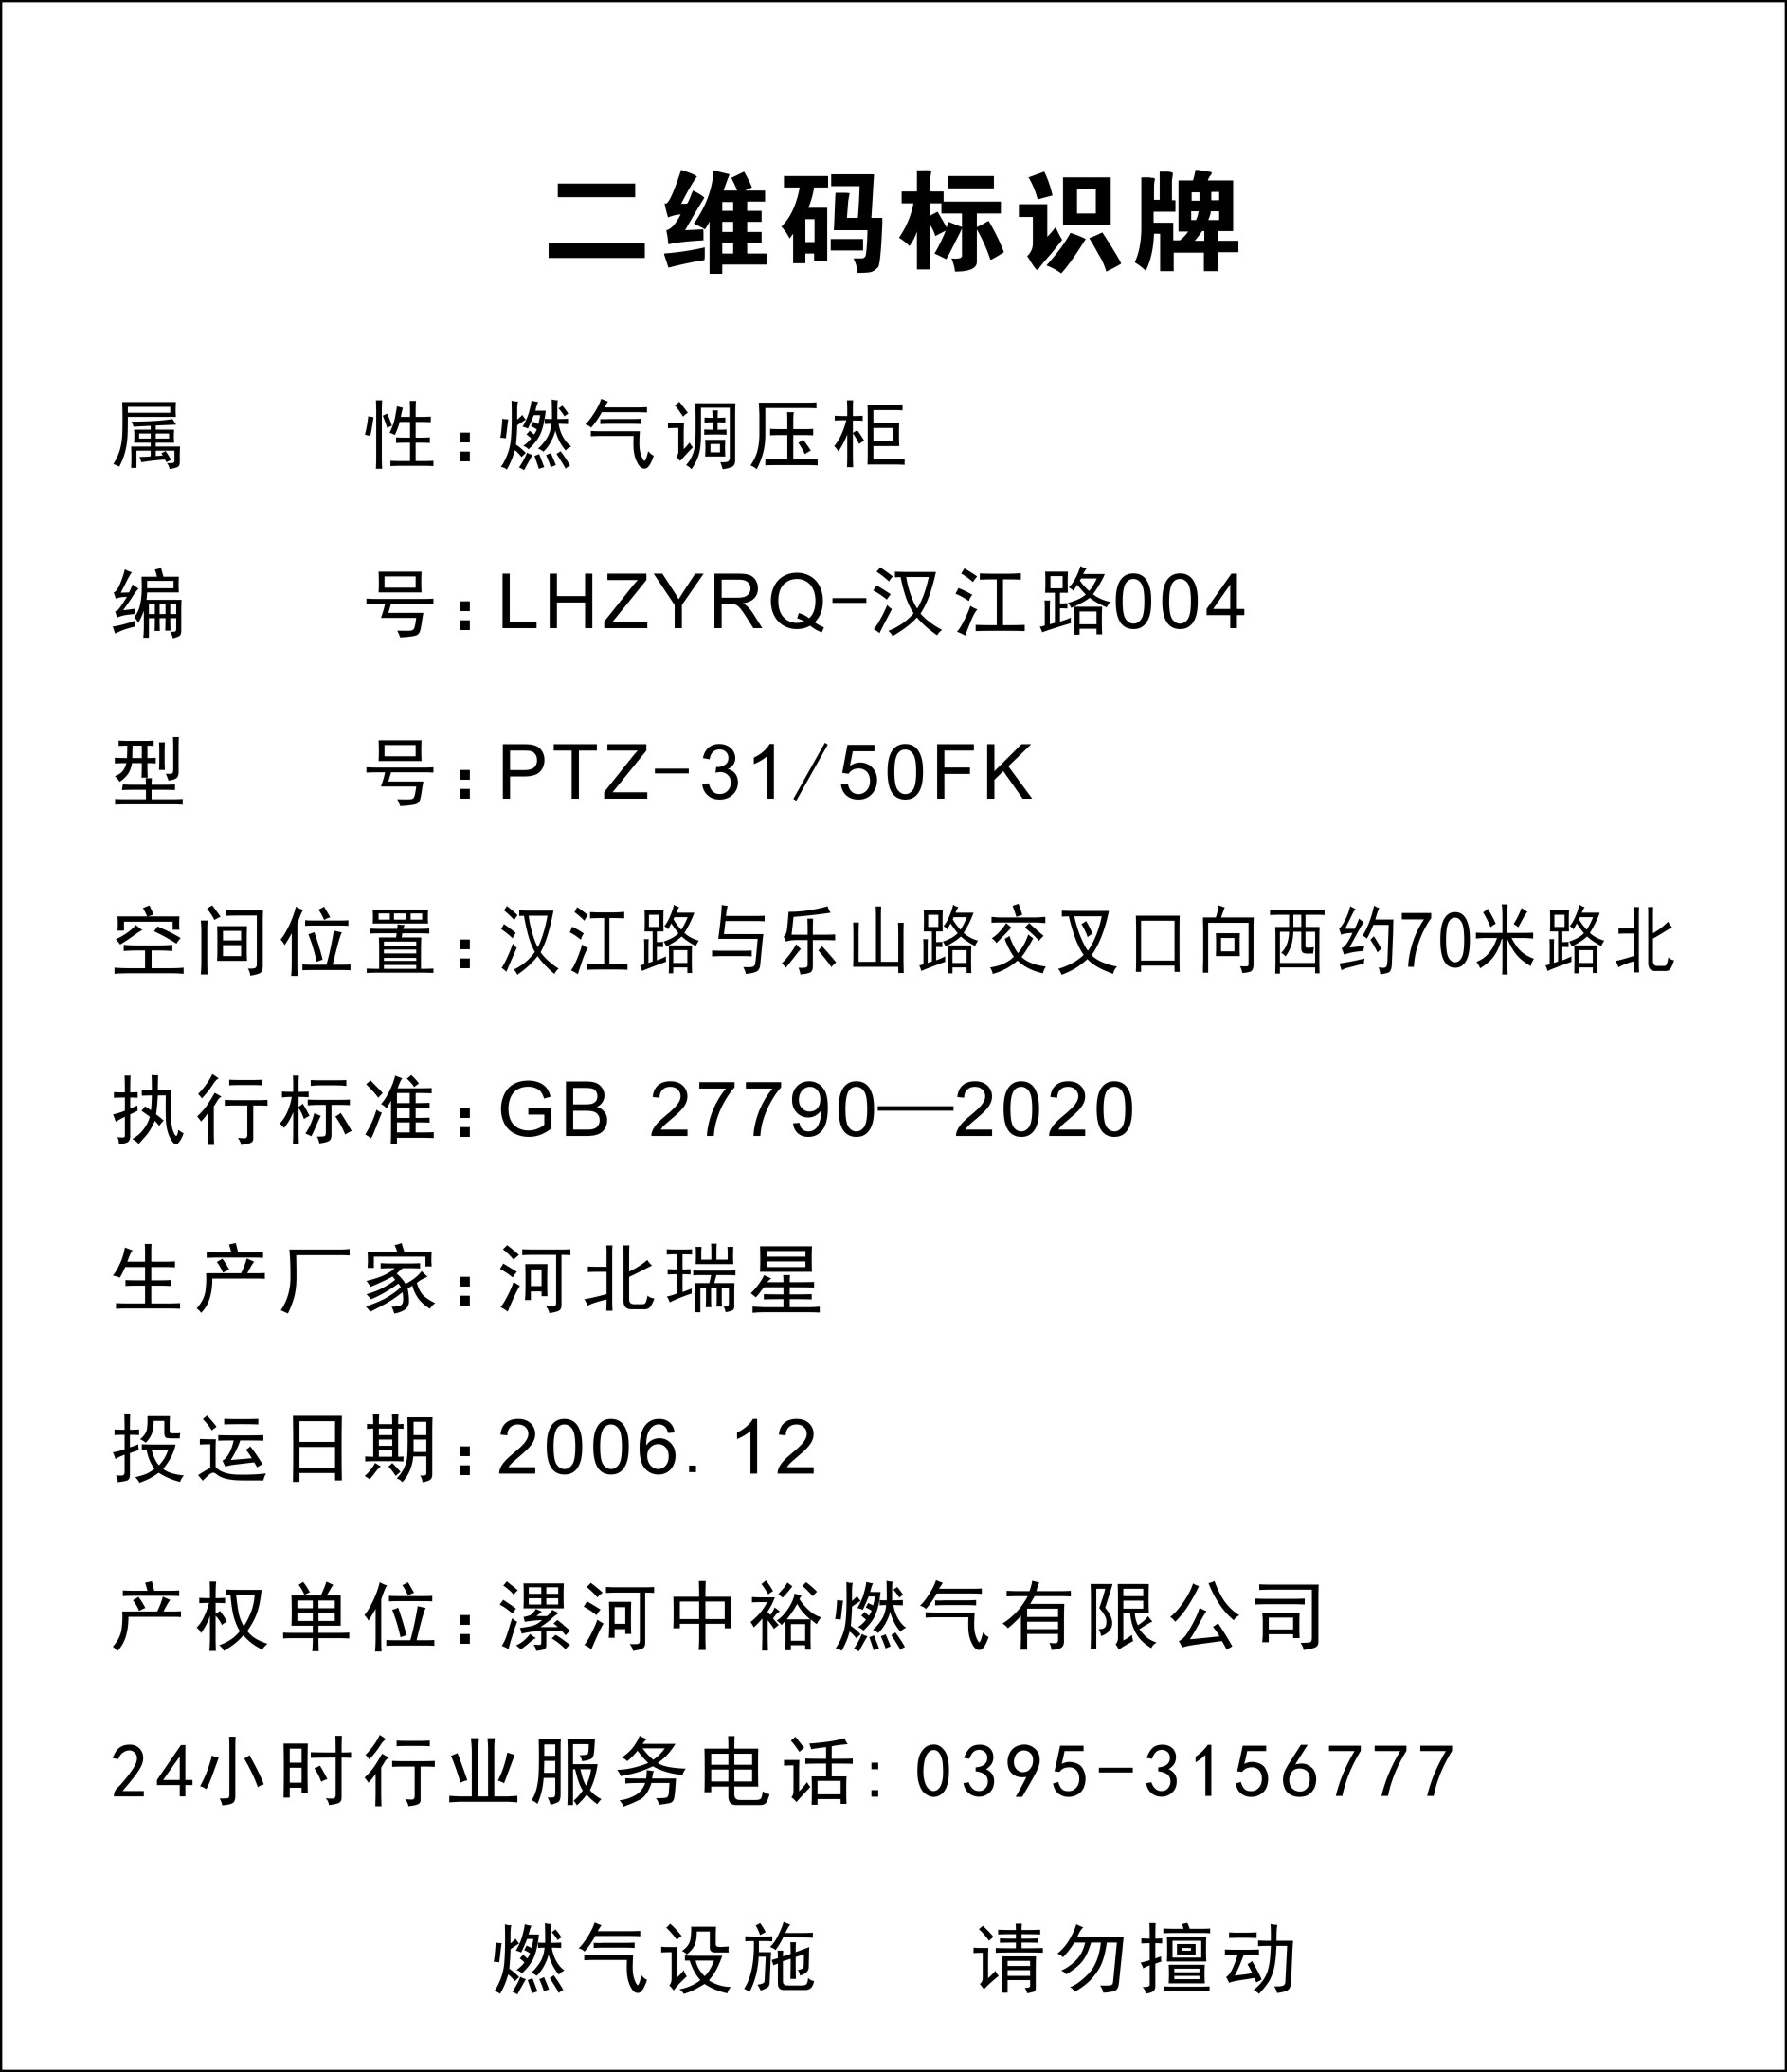 二维码标识牌
属 性:燃气调压柜
编 号:LHZYRQ-汉江路004
型 号:PTZ-31/50FK
空间位置:汉江路与乐山路交叉口向西约70米路北
执行标准:GB 27790—2020
生产厂家:河北瑞星
投运日期:2006.12
产权单位:漯河中裕燃气有限公司
24小时行业服务电话:0395-3156777
燃气设施 请勿擅动